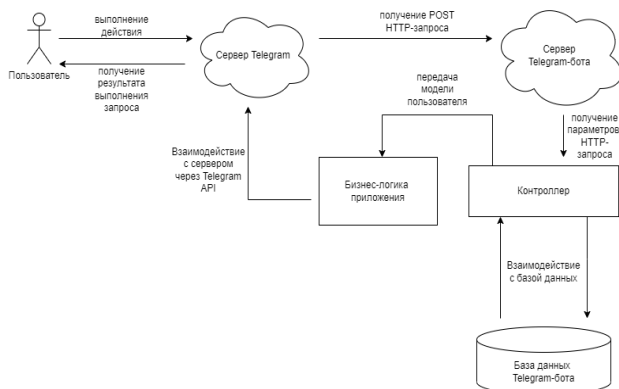 выполнение
действия
Пользователь
получение
результата
выполнения
запроса
Сервер Telegram
получение POST
HTTP-запроса
Сервер
Telegram-бота
передача
модели
пользователя
получение
параметров
HTTP-
запроса
Взаимодействие
с сервером
через Telegram
API
Бизнес-логика
приложения
Контроллер
Взаимодействие
с базой данных
База данных
Telegram-бота